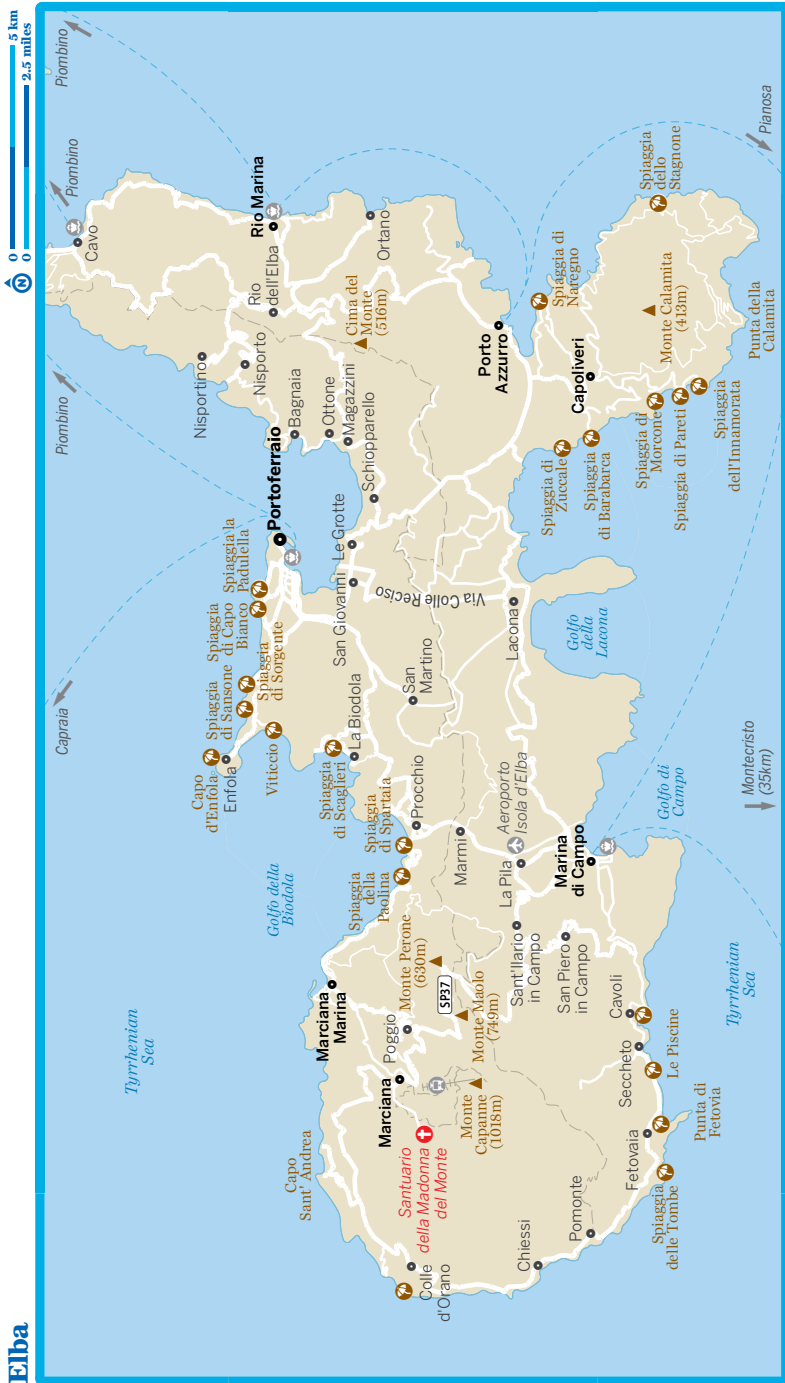 Elba
0
5 km
0
2.5 miles
N
Piombino
Piombino
Piombino
Capraia
Pianosa
Montecristo
(35km)
Tyrrhenian
Sea
Tyrrhenian
Sea
Golfo della
Biodola
Golfo di
Campo
Golfo
della
Lacona
Capo
Sant' Andrea
Colle
d'Orano
Chiessi
Pomonte
Fetovaia
Spiaggia
delle Tombe
Punta di
Fetovia
Seccheto
Le Piscine
Cavoli
Santuario
della Madonna
del Monte
Marciana
Poggio
Marciana
Marina
Monte
Capanne
(1018m)
Monte Maolo
(749m)
SP37
Monte Perone
(630m)
San Piero
in Campo
Sant'Ilario
in Campo
La Pila
Aeroporto
Isola d'Elba
Marina
di Campo
Marmi
Procchio
Spiaggia
della
Paolina
Spiaggia
di Spartaia
Spiaggia
di Scaglieri
La Biodola
Viticcio
Capo
d'Enfola
Enfola
Spiaggia
di Sansone
Spiaggia
di Sorgente
Spiaggia
di Capo
Bianco
Spiaggia la
Padulella
Portoferraio
San Martino
San Giovanni
Le Grotte
Via Colle Reciso
Lacona
Schiopparello
Magazzini
Ottone
Bagnaia
Nisportino
Nisporto
Rio
dell'Elba
Rio Marina
Cavo
Ortano
Cima del
Monte
(516m)
Porto
Azzurro
Spiaggia di
Naregno
Capoliveri
Spiaggia di
Zuccale
Spiaggia
di Barabarca
Spiaggia di
Morcone
Spiaggia di Pareti
Spiaggia
dell'Innamorata
Monte Calamita
(413m)
Punta della
Calamita
Spiaggia
dello
Stagnone